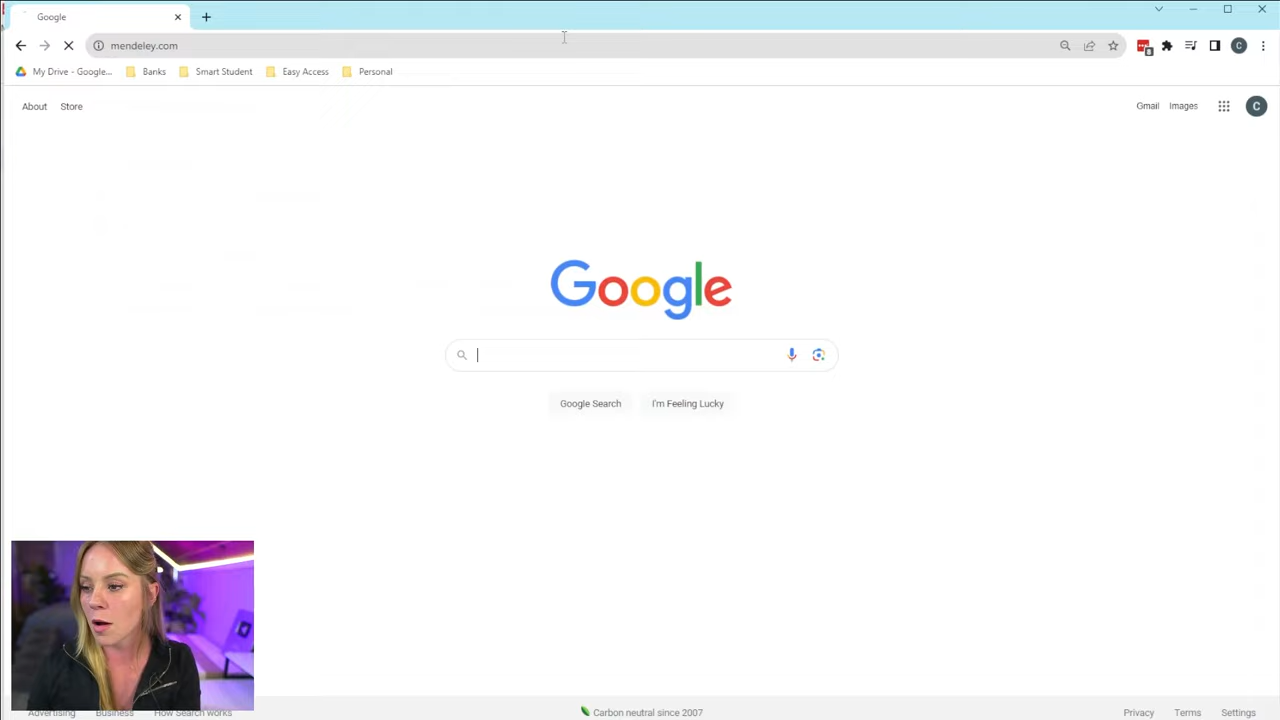 Google
mendeley.com
C
My Drive - Google...
Banks
Smart Student
Easy Access
Personal
About
Store
Gmail
Images
C
Google
Google Search
I'm Feeling Lucky
Advertising
Business
How Search works
Carbon neutral since 2007
Privacy
Terms
Settings